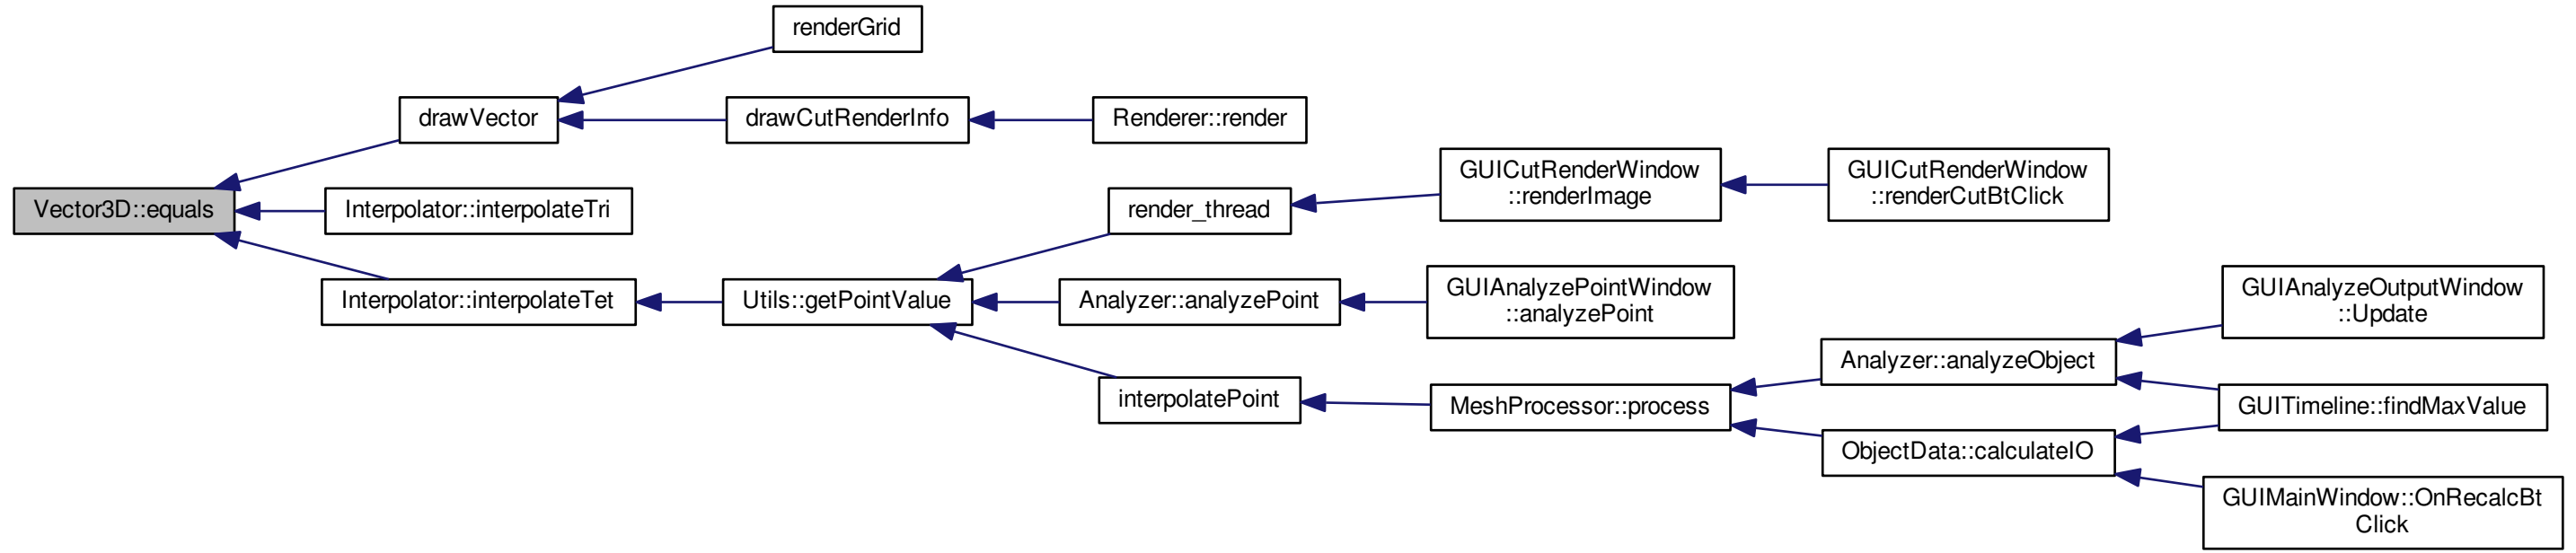 renderGrid
drawVector
drawCutRenderInfo
Renderer::render
Vector3D::equals
Interpolator::interpolateTri
render_thread
GUICutRenderWindow
::renderImage
GUICutRenderWindow
::renderCutBtClick
Interpolator::interpolateTet
Utils::getPointValue
Analyzer::analyzePoint
GUIAnalyzePointWindow
::analyzePoint
GUIAnalyzeOutputWindow
::Update
interpolatePoint
MeshProcessor::process
Analyzer::analyzeObject
GUITimeline::findMaxValue
ObjectData::calculateIO
GUIMainWindow::OnRecalcBt
Click